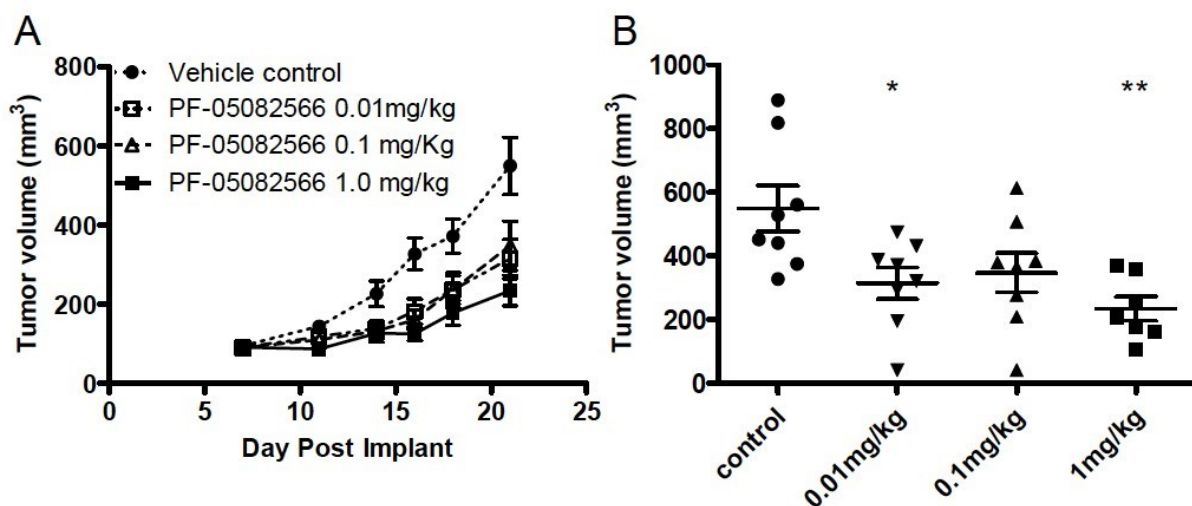 A
Tumor volume (mm³)
800
600
400
200
0
Vehicle control
PF-05082566 0.01mg/kg
PF-05082566 0.1 mg/Kg
PF-05082566 1.0 mg/kg
0 5 10 15 20 25
Day Post Implant
B
Tumor volume (mm³)
1000
800
600
400
200
0
* **
control 0.01mg/kg 0.1mg/kg 1mg/kg